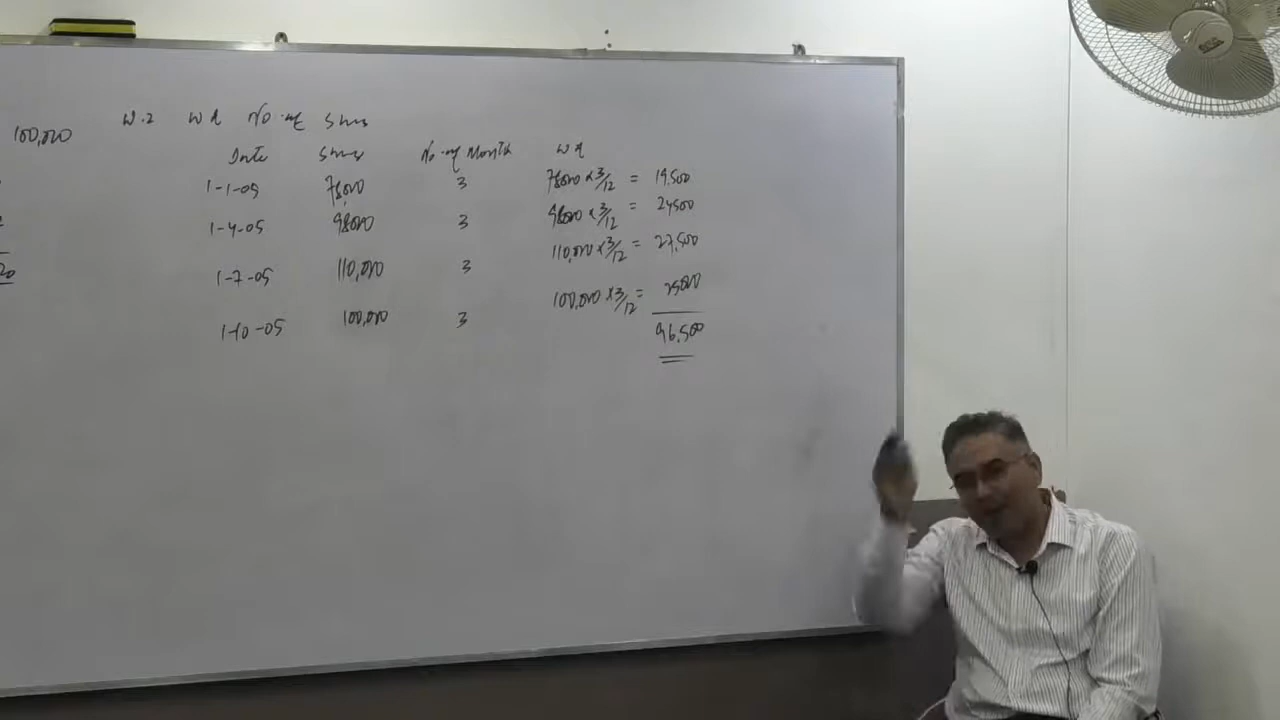 100,000
W.2 WA No. of Shares
Date Shares No. of Month WA
1-1-05 78,000 3 78000 × 3/12 = 19,500
1-4-05 98000 3 98000 × 3/12 = 24500
1-7-05 110,000 3 110,000 × 3/12 = 27,500
1-10-05 100,000 3 100,000 × 3/12 = 25000
96,500